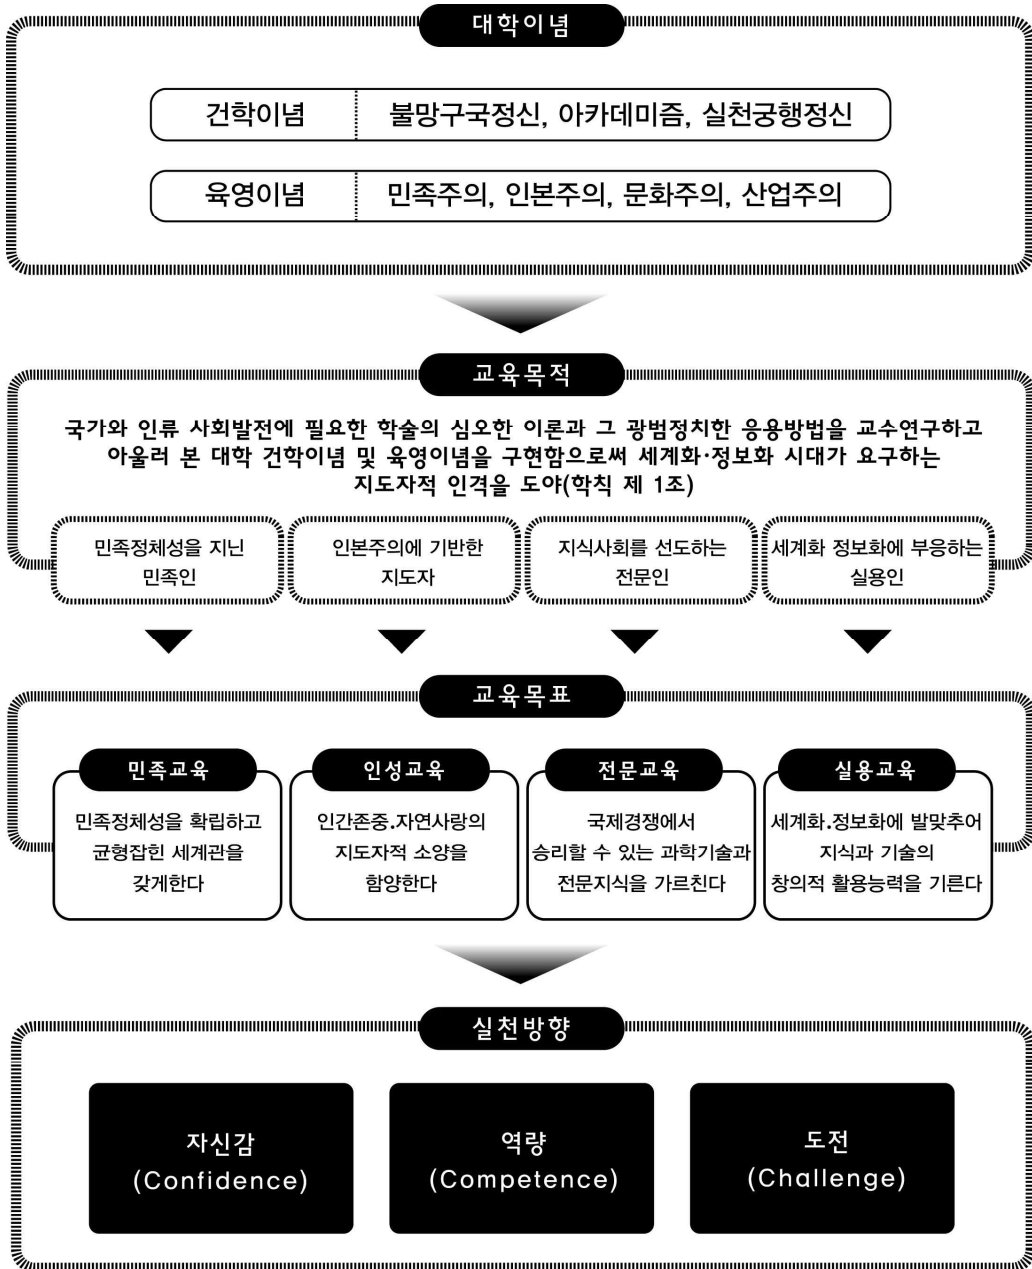 대학이념
건학이념 불망구국정신, 아카데미즘, 실천궁행정신
육영이념 민족주의, 인본주의, 문화주의, 산업주의
교육목적
국가와 인류 사회발전에 필요한 학술의 심오한 이론과 그 광범정치한 응용방법을 교수연구하고
아울러 본 대학 건학이념 및 육영이념을 구현함으로써 세계화·정보화 시대가 요구하는
지도자적 인격을 도야(학칙 제 1조)
민족정체성을 지닌
민족인
인본주의에 기반한
지도자
지식사회를 선도하는
전문인
세계화 정보화에 부응하는
실용인
교육목표
민족교육
민족정체성을 확립하고
균형잡힌 세계관을
갖게한다
인성교육
인간존중.자연사랑의
지도자적 소양을
함양한다
전문교육
국제경쟁에서
승리할 수 있는 과학기술과
전문지식을 가르친다
실용교육
세계화.정보화에 발맞추어
지식과 기술의
창의적 활용능력을 기른다
실천방향
자신감
(Confidence)
역량
(Competence)
도전
(Challenge)